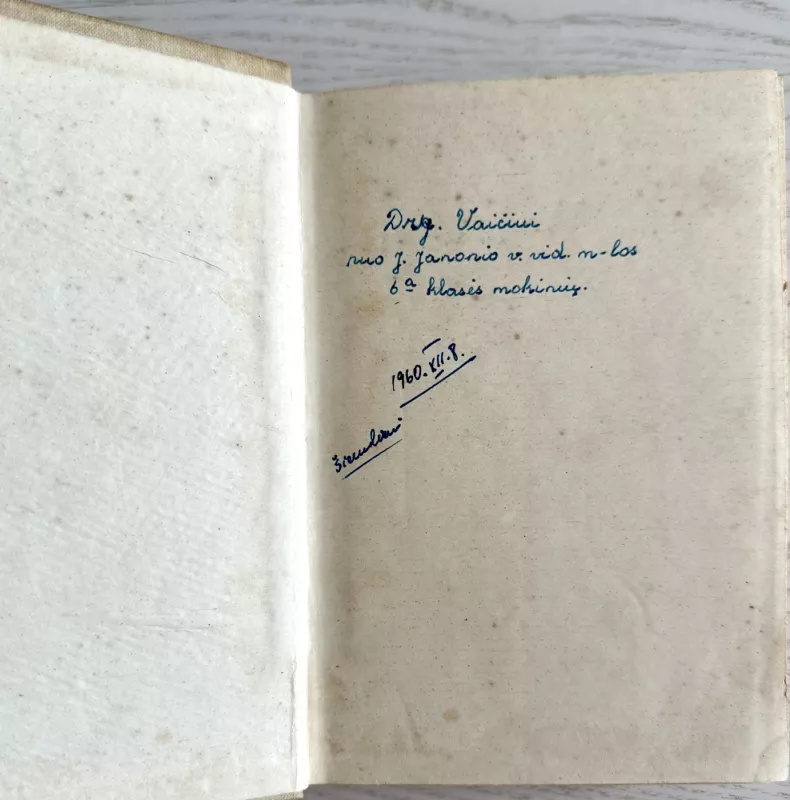 Drg. Vaičiui
nuo J. Janonio v. vid. m-los
6ª klasės mokinių.
1960.XII.8.